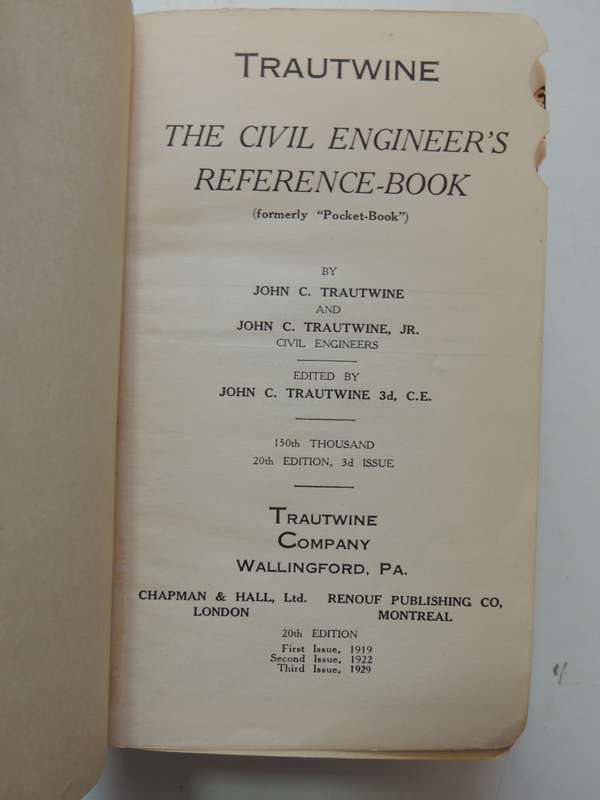 TRAUTWINE
THE CIVIL ENGINEER'S
REFERENCE-BOOK
(formerly "Pocket-Book")
BY
JOHN C. TRAUTWINE
AND
JOHN C. TRAUTWINE, JR.
CIVIL ENGINEERS
EDITED BY
JOHN C. TRAUTWINE 3d, C.E.
150th THOUSAND
20th EDITION, 3d ISSUE
TRAUTWINE
COMPANY
WALLINGFORD, PA.
CHAPMAN & HALL, Ltd. RENOUF PUBLISHING CO,
LONDON MONTREAL
20th EDITION
First Issue, 1919
Second Issue, 1922
Third Issue, 1929